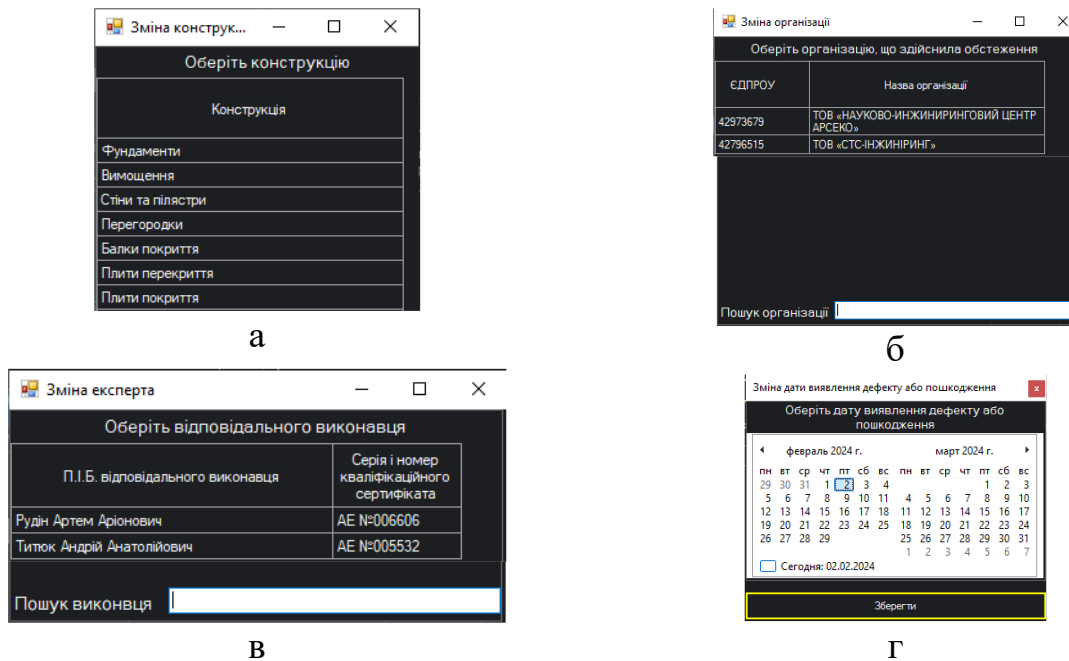 Зміна конструк...
Оберіть конструкцію
Конструкція
Фундаменти
Вимощення
Стіни та пілястри
Перегородки
Балки покриття
Плити перекриття
Плити покриття
а
Зміна організації
Оберіть організацію, що здійснила обстеження
ЄДПРОУ Назва організації
42973679 ТОВ «НАУКОВО-ИНЖИНИРИНГОВИЙ ЦЕНТР
АРСЕКО»
42796515 ТОВ «СТС-ІНЖИНІРИНГ»
Пошук організації
б
Зміна експерта
Оберіть відповідального виконавця
П.І.Б. відповідального виконавця
Серія і номер
кваліфікаційного
сертифіката
Рудін Артем Аріонович АЕ №006606
Титюк Андрій Анатолійович АЕ №005532
Пошук виконвця
в
Зміна дати виявлення дефекту або пошкодження x
Оберіть дату виявлення дефекту або
пошкодження
февраль 2024 г. март 2024 г.
пн вт ср чт пт сб вс пн вт ср чт пт сб вс
29 30 31 1 2 3 4 1 2 3
5 6 7 8 9 10 11 4 5 6 7 8 9 10
12 13 14 15 16 17 18 11 12 13 14 15 16 17
19 20 21 22 23 24 25 18 19 20 21 22 23 24
26 27 28 29 25 26 27 28 29 30 31
1 2 3 4 5 6 7
Сегодня: 02.02.2024
Зберегти
г